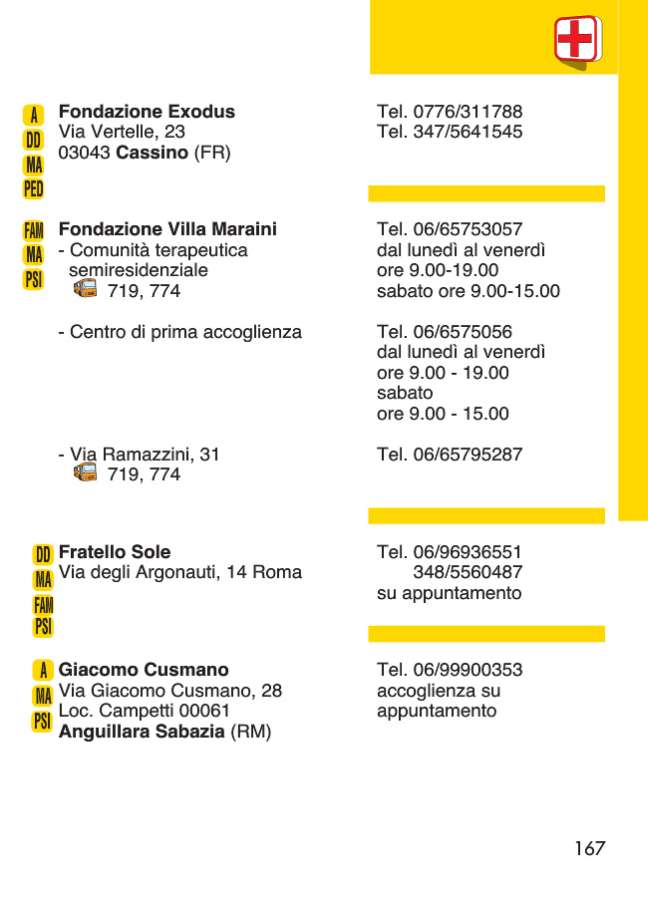 A
DD
MA
PED
Fondazione Exodus
Via Vertelle, 23
03043 Cassino (FR)
Tel. 0776/311788
Tel. 347/5641545
FAM
MA
PSI
Fondazione Villa Maraini
- Comunità terapeutica
semiresidenziale
719, 774
Tel. 06/65753057
dal lunedì al venerdì
ore 9.00-19.00
sabato ore 9.00-15.00
- Centro di prima accoglienza
Tel. 06/6575056
dal lunedì al venerdì
ore 9.00 - 19.00
sabato
ore 9.00 - 15.00
- Via Ramazzini, 31
719, 774
Tel. 06/65795287
DD
MA
FAM
PSI
Fratello Sole
Via degli Argonauti, 14 Roma
Tel. 06/96936551
348/5560487
su appuntamento
A
MA
PSI
Giacomo Cusmano
Via Giacomo Cusmano, 28
Loc. Campetti 00061
Anguillara Sabazia (RM)
Tel. 06/99900353
accoglienza su
appuntamento
167